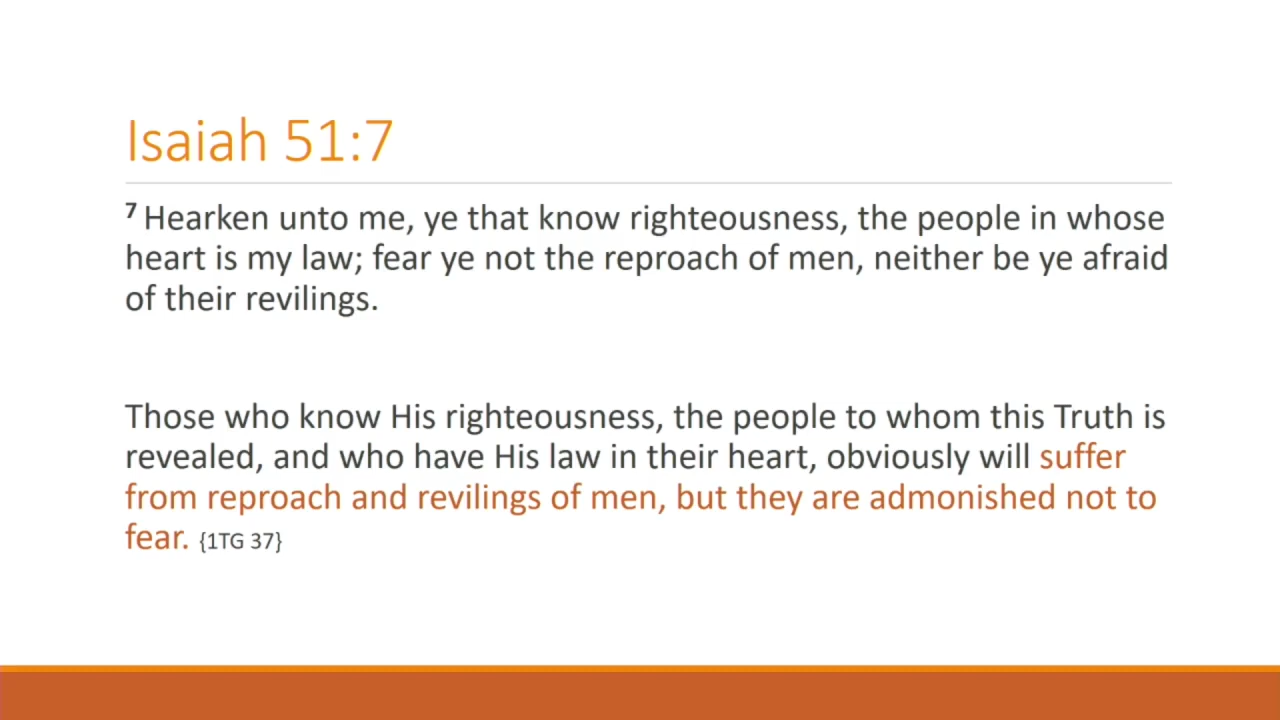 Isaiah 51:7
7 Hearken unto me, ye that know righteousness, the people in whose
heart is my law; fear ye not the reproach of men, neither be ye afraid
of their revilings.
Those who know His righteousness, the people to whom this Truth is
revealed, and who have His law in their heart, obviously will suffer
from reproach and revilings of men, but they are admonished not to
fear. {1TG 37}